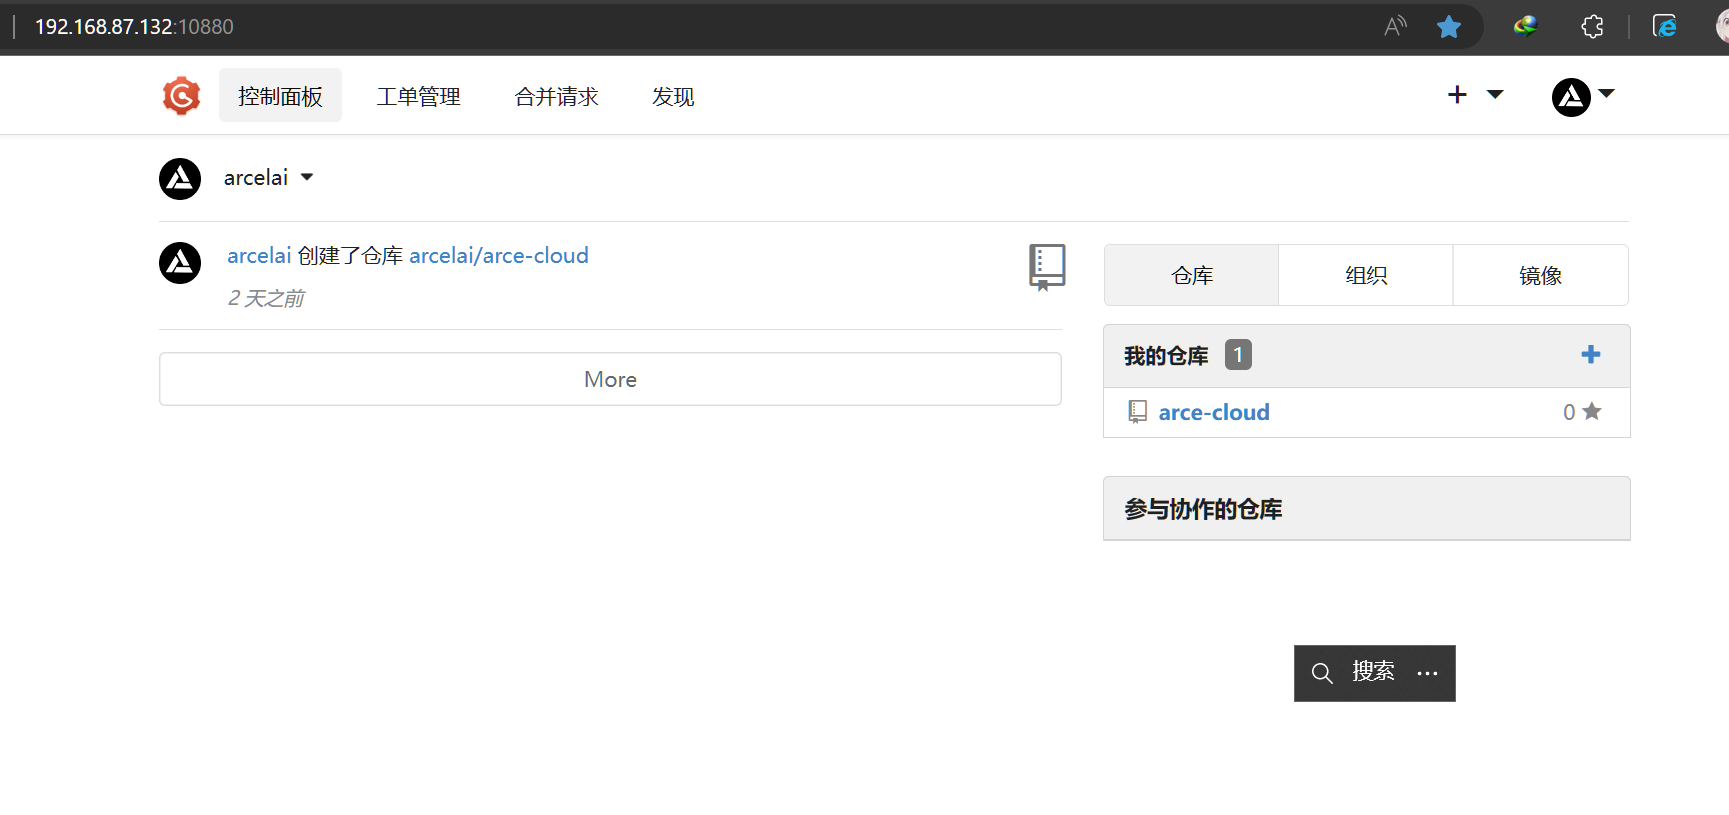 192.168.87.132:10880
控制面板 工单管理 合并请求 发现
arcelai
arcelai 创建了仓库 arcelai/arce-cloud
2 天之前
More
仓库 组织 镜像
我的仓库 1
arce-cloud 0
参与协作的仓库
搜索 ...